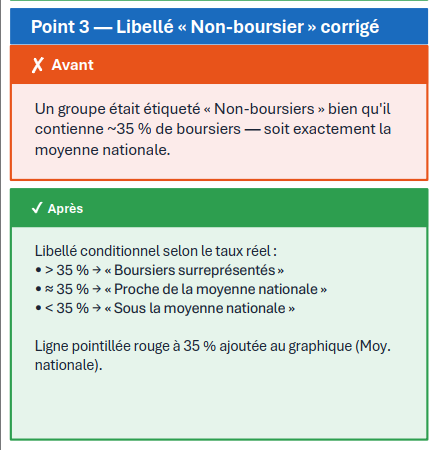 Point 3 — Libellé « Non-boursier » corrigé
✗ Avant
Un groupe était étiqueté « Non-boursiers » bien qu'il
contienne ~35 % de boursiers — soit exactement la
moyenne nationale.
✓ Après
Libellé conditionnel selon le taux réel :
• > 35 % → « Boursiers surreprésentés »
• ≈ 35 % → « Proche de la moyenne nationale »
• < 35 % → « Sous la moyenne nationale »
Ligne pointillée rouge à 35 % ajoutée au graphique (Moy.
nationale).